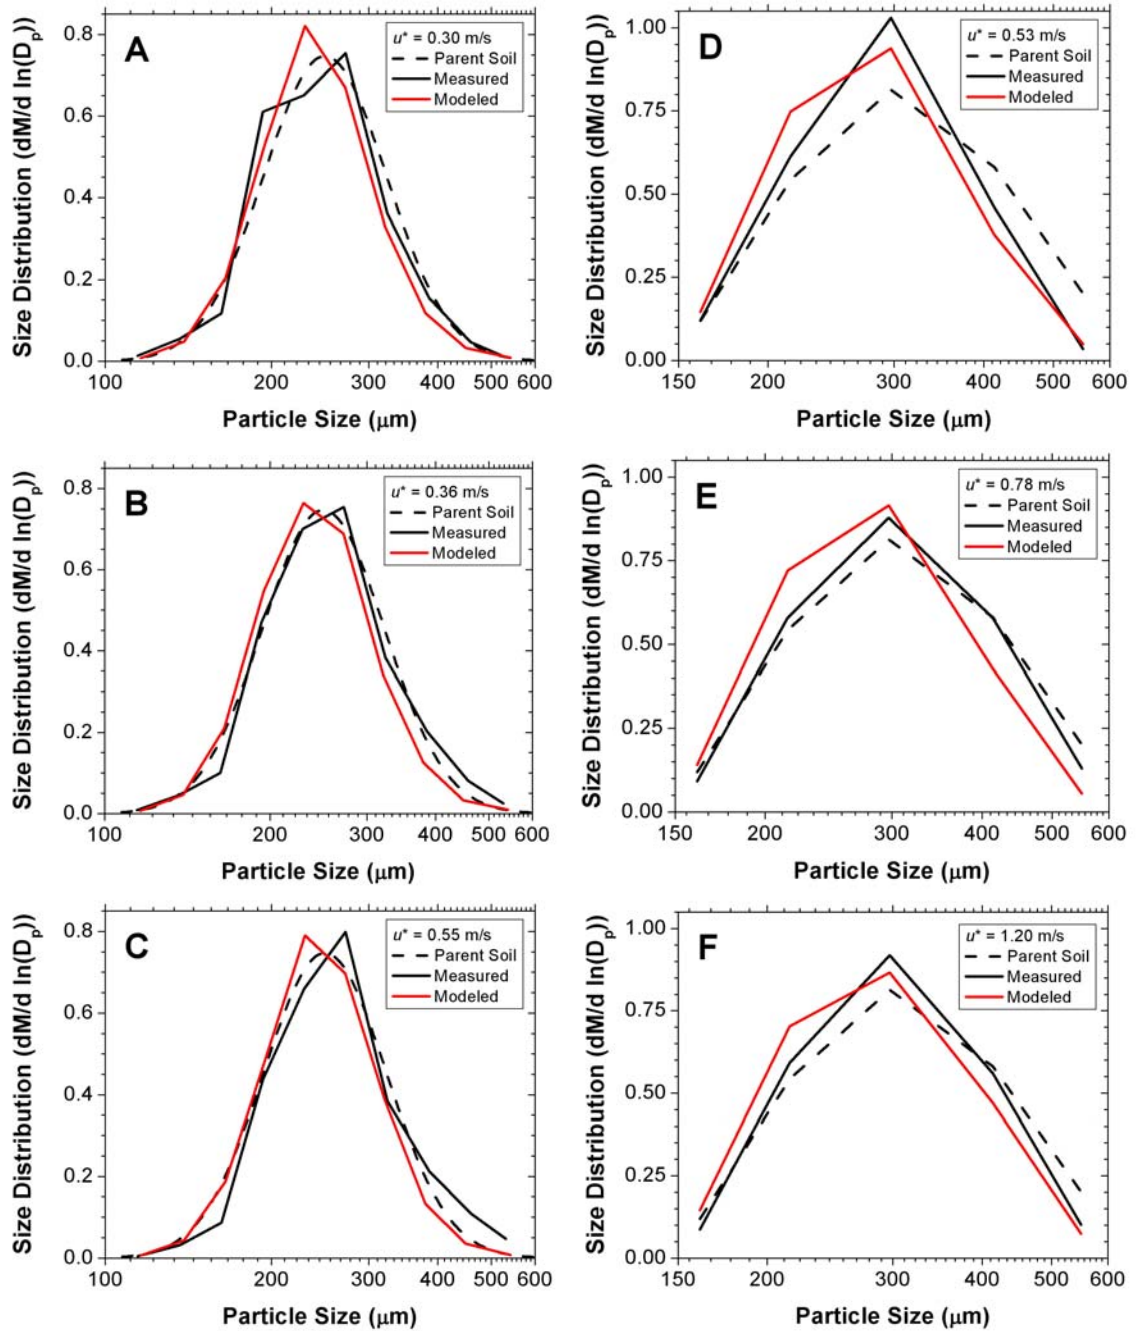 A
u* = 0.30 m/s
Parent Soil
Measured
Modeled
Size Distribution (dM/d ln(Dp))
0.8
0.6
0.4
0.2
0.0
100 200 300 400 500 600
Particle Size (μm)
D
u* = 0.53 m/s
Parent Soil
Measured
Modeled
Size Distribution (dM/d ln(Dp))
1.00
0.75
0.50
0.25
0.00
150 200 300 400 500 600
Particle Size (μm)
B
u* = 0.36 m/s
Parent Soil
Measured
Modeled
Size Distribution (dM/d ln(Dp))
0.8
0.6
0.4
0.2
0.0
100 200 300 400 500 600
Particle Size (μm)
E
u* = 0.78 m/s
Parent Soil
Measured
Modeled
Size Distribution (dM/d ln(Dp))
1.00
0.75
0.50
0.25
0.00
150 200 300 400 500 600
Particle Size (μm)
C
u* = 0.55 m/s
Parent Soil
Measured
Modeled
Size Distribution (dM/d ln(Dp))
0.8
0.6
0.4
0.2
0.0
100 200 300 400 500 600
Particle Size (μm)
F
u* = 1.20 m/s
Parent Soil
Measured
Modeled
Size Distribution (dM/d ln(Dp))
1.00
0.75
0.50
0.25
0.00
150 200 300 400 500 600
Particle Size (μm)